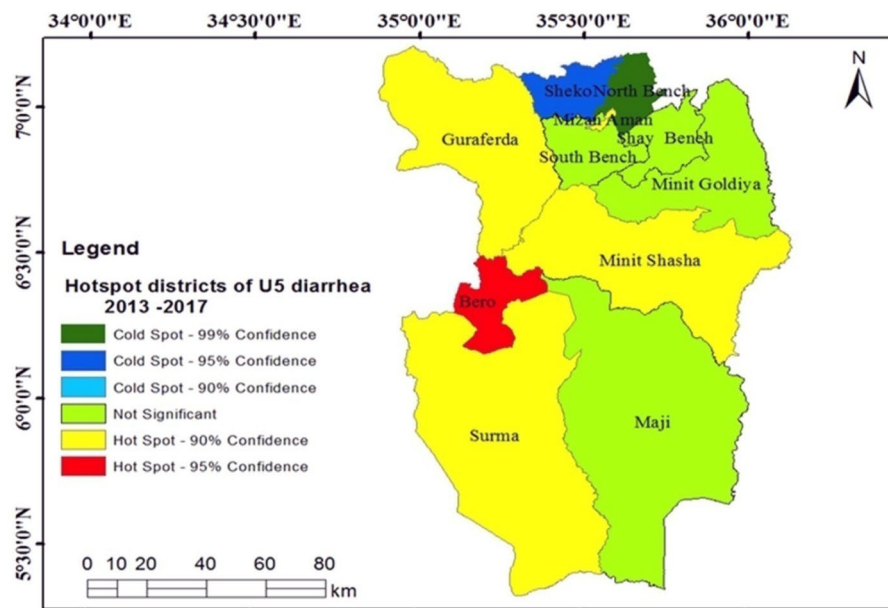 34°0'0"E 34°30'0"E 35°0'0"E 35°30'0"E 36°0'0"E
N
7°0'0"N
6°30'0"N
6°0'0"N
5°30'0"N
ShekoNorth Bench
Mizan Aman
Shay Bench
Guraferda
South Bench
Minit Goldiya
Minit Shasha
Bero
Surma
Maji
Legend
Hotspot districts of U5 diarrhea
2013 -2017
Cold Spot - 99% Confidence
Cold Spot - 95% Confidence
Cold Spot - 90% Confidence
Not Significant
Hot Spot - 90% Confidence
Hot Spot - 95% Confidence
0 10 20 40 60 80
km